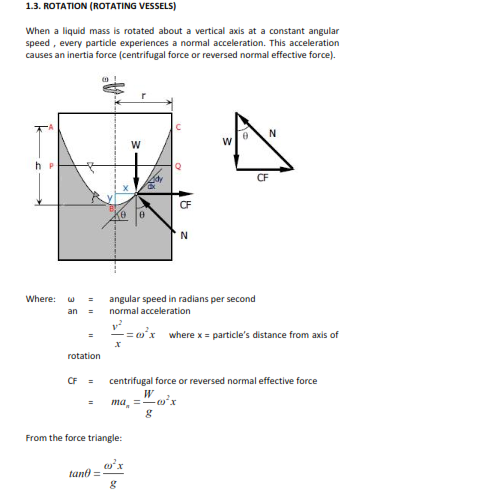 1.3. ROTATION (ROTATING VESSELS)
When a liquid mass is rotated about a vertical axis at a constant angular
speed , every particle experiences a normal acceleration. This acceleration
causes an inertia force (centrifugal force or reversed normal effective force).
ω
r
A
C
W
W
θ
N
h
P
Q
dy
dx
x
y
B
CF
CF
θ
θ
N
Where: ω = angular speed in radians per second
an = normal acceleration
= v²/x = ω²x where x = particle's distance from axis of
rotation
CF = centrifugal force or reversed normal effective force
= maₙ = W/g ω²x
From the force triangle:
tanθ = ω²x/g